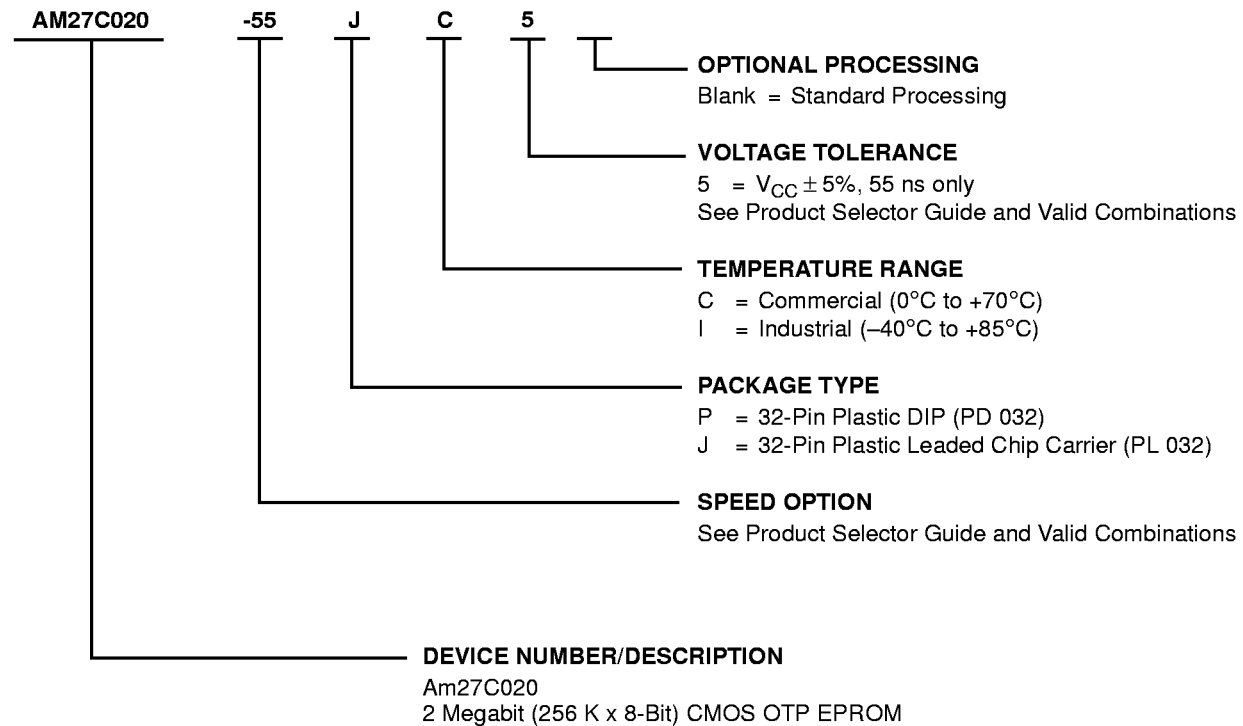 AM27C020 -55 J C 5
OPTIONAL PROCESSING
Blank = Standard Processing
VOLTAGE TOLERANCE
5 = VCC ± 5%, 55 ns only
See Product Selector Guide and Valid Combinations
TEMPERATURE RANGE
C = Commercial (0°C to +70°C)
I = Industrial (–40°C to +85°C)
PACKAGE TYPE
P = 32-Pin Plastic DIP (PD 032)
J = 32-Pin Plastic Leaded Chip Carrier (PL 032)
SPEED OPTION
See Product Selector Guide and Valid Combinations
DEVICE NUMBER/DESCRIPTION
Am27C020
2 Megabit (256 K x 8-Bit) CMOS OTP EPROM